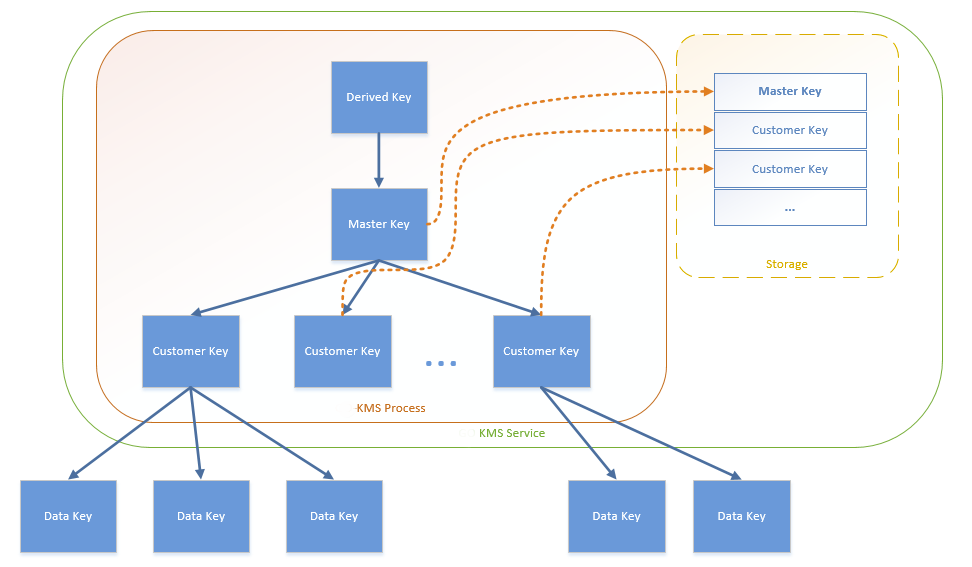 Derived Key
Master Key
Customer Key
Customer Key
...
Storage
Master Key
Customer Key
Customer Key
...
Customer Key
KMS Process
KMS Service
Data Key
Data Key
Data Key
Data Key
Data Key